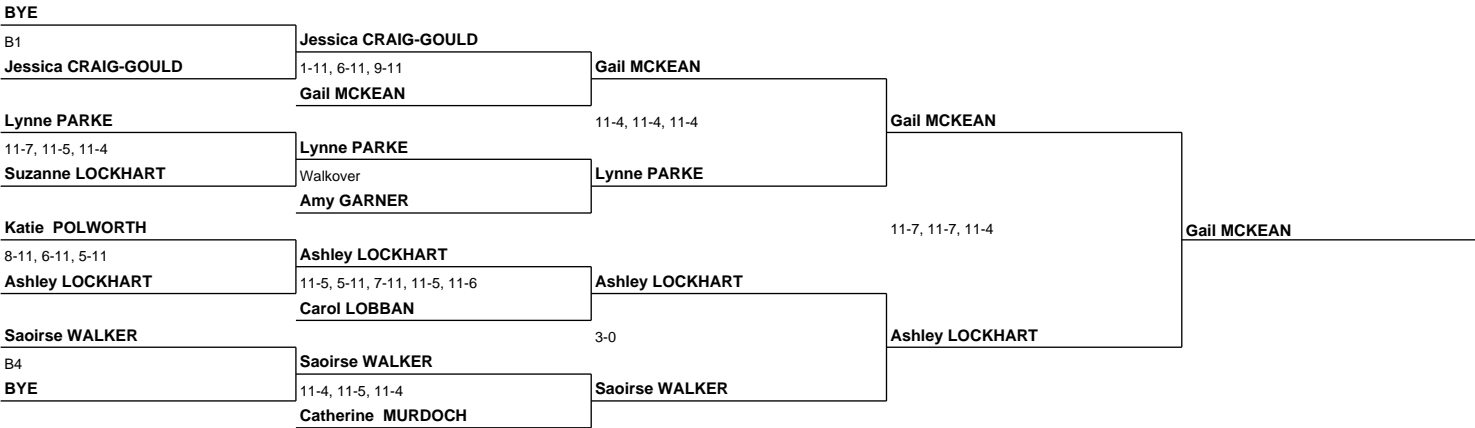 BYE
B1
Jessica CRAIG-GOULD
Lynne PARKE
11-7, 11-5, 11-4
Suzanne LOCKHART
Katie  POLWORTH
8-11, 6-11, 5-11
Ashley LOCKHART
Saoirse WALKER
B4
BYE
Jessica CRAIG-GOULD
1-11, 6-11, 9-11
Gail MCKEAN
Lynne PARKE
Walkover
Amy GARNER
Ashley LOCKHART
11-5, 5-11, 7-11, 11-5, 11-6
Carol LOBBAN
Saoirse WALKER
11-4, 11-5, 11-4
Catherine  MURDOCH
Gail MCKEAN
11-4, 11-4, 11-4
Lynne PARKE
Ashley LOCKHART
3-0
Saoirse WALKER
Gail MCKEAN
11-7, 11-7, 11-4
Ashley LOCKHART
Gail MCKEAN